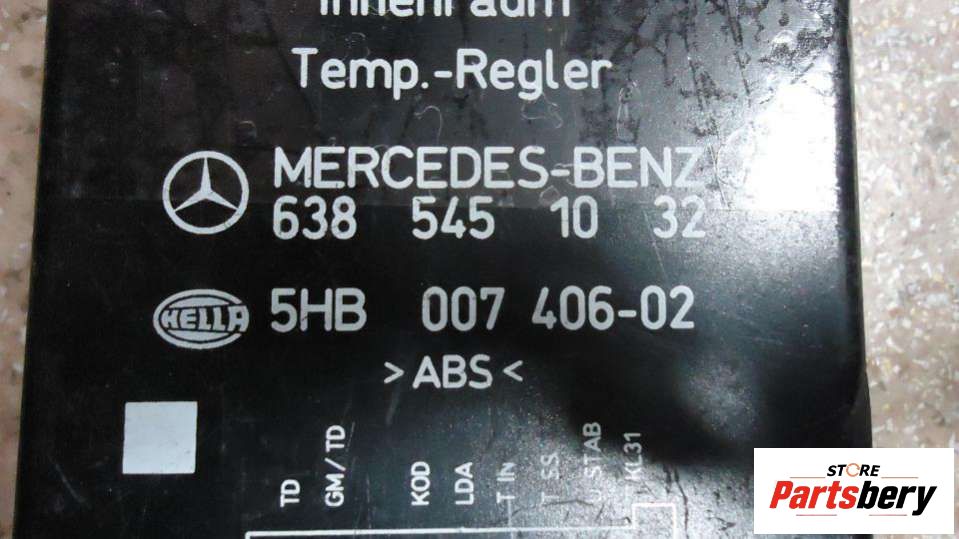 Innenraum
Temp.-Regler
MERCEDES-BENZ
638 545 10 32
HELLA 5HB 007 406-02
>ABS<
TD
GM/TD
KOD
LDA
T IN
T SS
U STAB
KL31
STORE
Partsbery